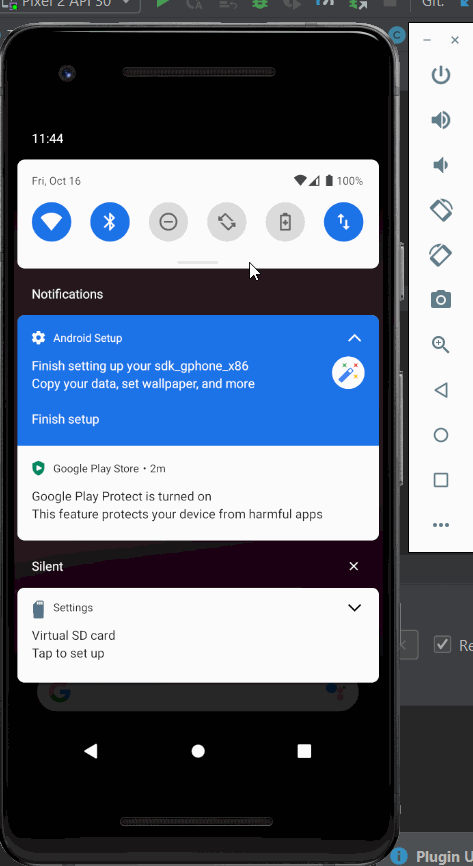 Pixel 2 API 30
Git:
11:44
Fri, Oct 16
100%
Notifications
Android Setup
Finish setting up your sdk_gphone_x86
Copy your data, set wallpaper, and more
Finish setup
Google Play Store • 2m
Google Play Protect is turned on
This feature protects your device from harmful apps
Silent
Settings
Virtual SD card
Tap to set up
Re
Plugin U